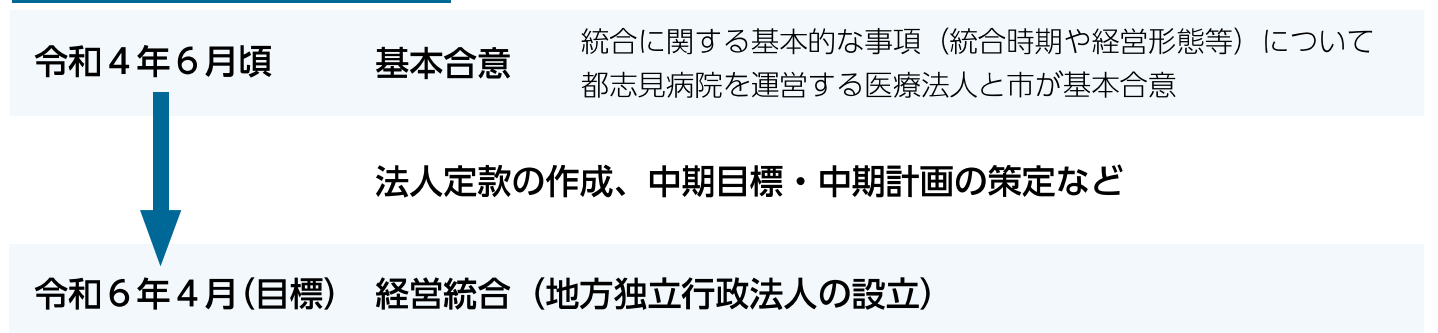 令和４年６月頃　基本合意　統合に関する基本的な事項（統合時期や経営形態等）について
都志見病院を運営する医療法人と市が基本合意
法人定款の作成、中期目標・中期計画の策定など
令和６年４月（目標）　経営統合（地方独立行政法人の設立）